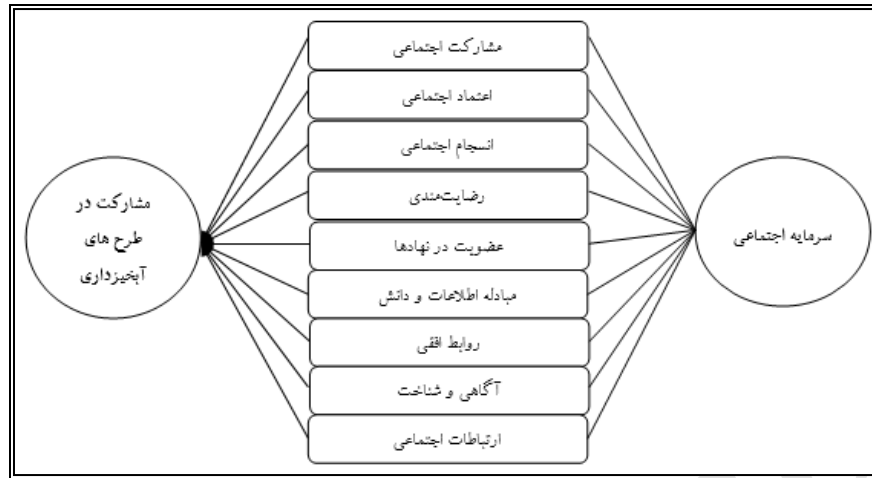 سرمایه اجتماعی
مشارکت اجتماعی
اعتماد اجتماعی
انسجام اجتماعی
رضایت‌مندی
عضویت در نهادها
مبادله اطلاعات و دانش
روابط افقی
آگاهی و شناخت
ارتباطات اجتماعی
مشارکت در
طرح های
آبخیزداری